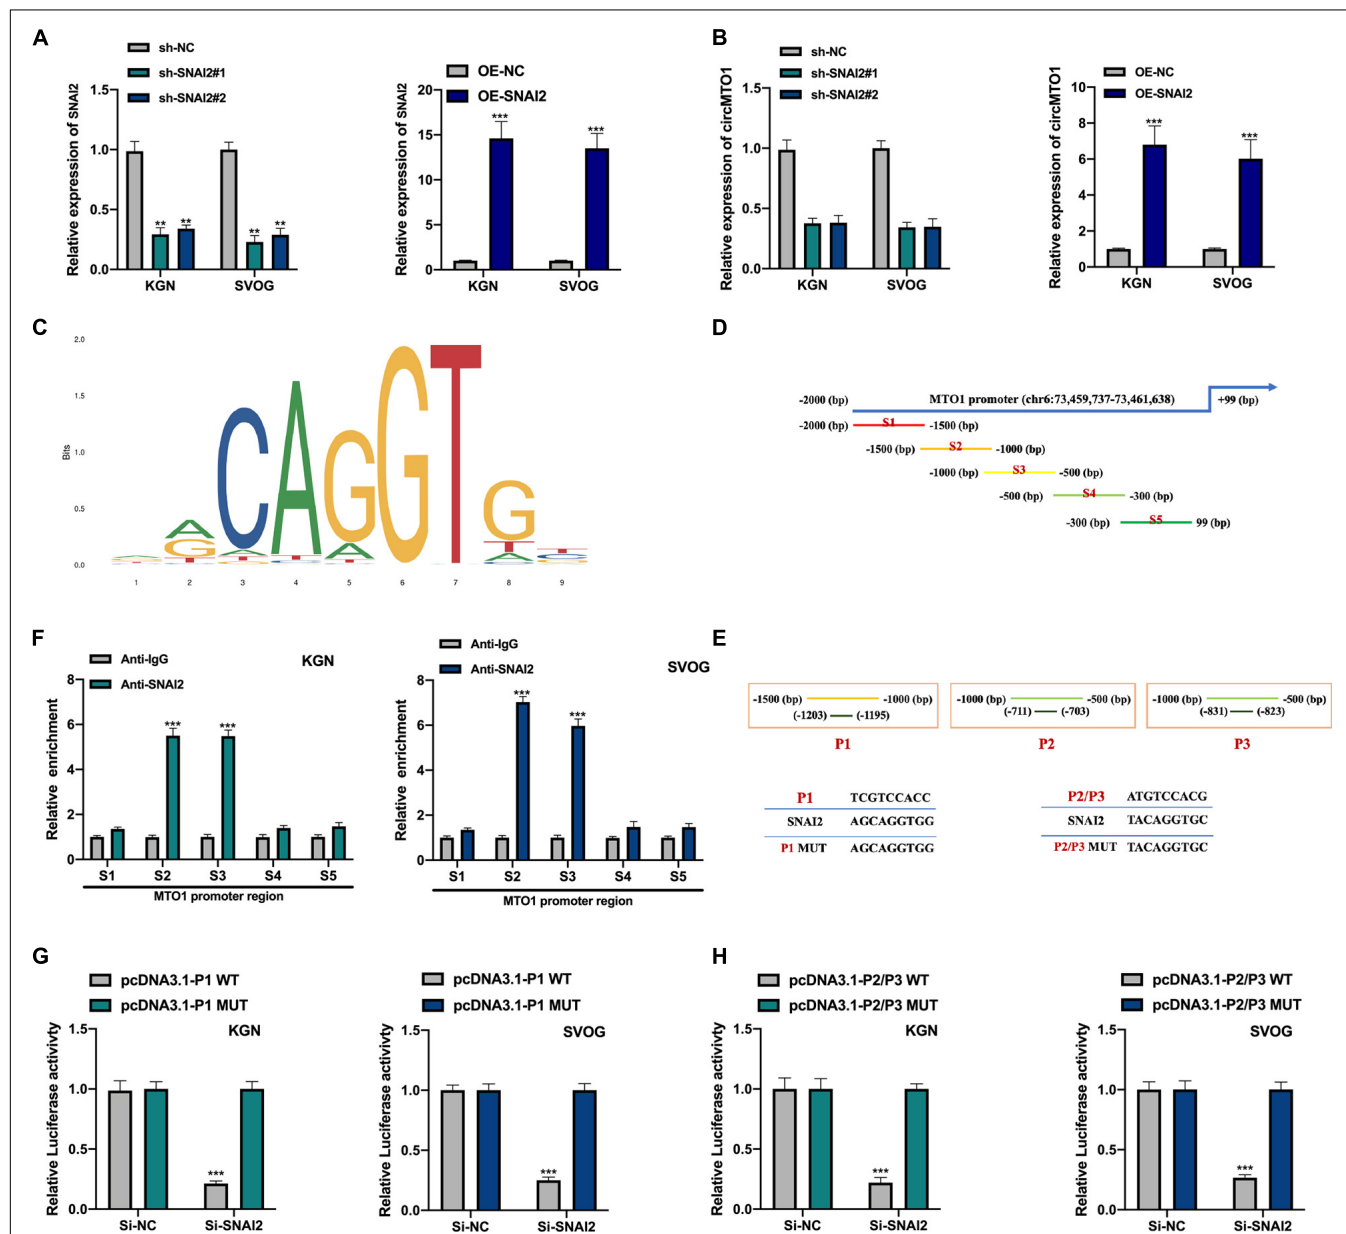 A
sh-NC
sh-SNAI2#1
sh-SNAI2#2
Relative expression of SNAI2
1.5
1.0
0.5
0.0
** ** ** **
KGN SVOG
OE-NC
OE-SNAI2
Relative expression of SNAI2
20
15
10
5
0
*** ***
KGN SVOG
B
sh-NC
sh-SNAI2#1
sh-SNAI2#2
Relative expression of circMTO1
1.5
1.0
0.5
0.0
KGN SVOG
OE-NC
OE-SNAI2
Relative expression of circMTO1
10
8
6
4
2
0
*** ***
KGN SVOG
C
Bits
2.0
1.5
1.0
0.5
0.0
A G C A G G T G
1 2 3 4 5 6 7 8 9
D
-2000 (bp) MTO1 promoter (chr6:73,459,737-73,461,638) +99 (bp)
-2000 (bp) S1 -1500 (bp)
-1500 (bp) S2 -1000 (bp)
-1000 (bp) S3 -500 (bp)
-500 (bp) S4 -300 (bp)
-300 (bp) S5 99 (bp)
F
Anti-IgG
Anti-SNAI2
KGN
Relative enrichment
8
6
4
2
0
*** ***
S1 S2 S3 S4 S5
MTO1 promoter region
Anti-IgG
Anti-SNAI2
SVOG
Relative enrichment
8
6
4
2
0
*** ***
S1 S2 S3 S4 S5
MTO1 promoter region
E
-1500 (bp) -1000 (bp)
(-1203) (-1195)
P1
-1000 (bp) -500 (bp)
(-711) (-703)
P2
-1000 (bp) -500 (bp)
(-831) (-823)
P3
P1 TCGTCCACC
SNAI2 AGCAGGTGG
P1 MUT AGCAGGTGG
P2/P3 ATGTCCACG
SNAI2 TACAGGTGC
P2/P3 MUT TACAGGTGC
G
pcDNA3.1-P1 WT
pcDNA3.1-P1 MUT
KGN
Relative Luciferase activivty
1.5
1.0
0.5
0.0
***
Si-NC Si-SNAI2
pcDNA3.1-P1 WT
pcDNA3.1-P1 MUT
SVOG
Relative Luciferase activivty
1.5
1.0
0.5
0.0
***
Si-NC Si-SNAI2
H
pcDNA3.1-P2/P3 WT
pcDNA3.1-P2/P3 MUT
KGN
Relative Luciferase activivty
1.5
1.0
0.5
0.0
***
Si-NC Si-SNAI2
pcDNA3.1-P2/P3 WT
pcDNA3.1-P2/P3 MUT
SVOG
Relative Luciferase activivty
1.5
1.0
0.5
0.0
***
Si-NC Si-SNAI2